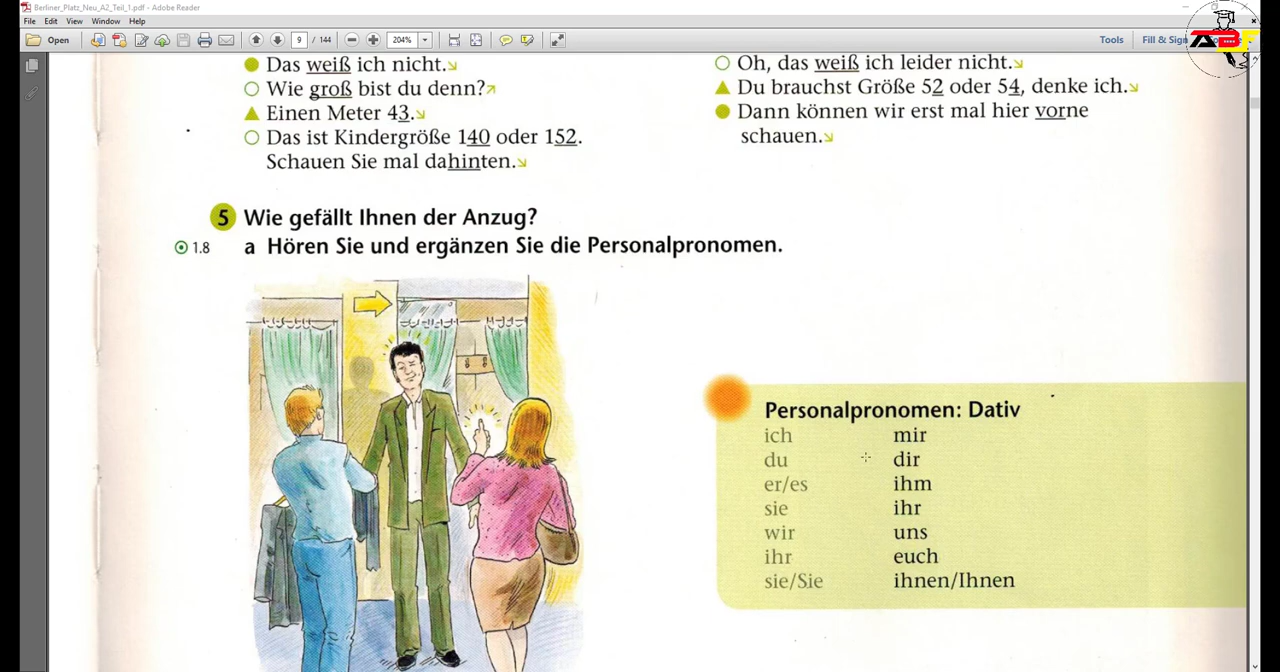 Berliner_Platz_Neu_A2_Teil_1.pdf - Adobe Reader
File Edit View Window Help
Open 9 / 144 204% Tools Fill & Sign
ABF
Das weiß ich nicht.↘
Wie groß bist du denn?↗
Einen Meter 43.↘
Das ist Kindergröße 140 oder 152.
Schauen Sie mal dahinten.↘
Oh, das weiß ich leider nicht.↘
Du brauchst Größe 52 oder 54, denke ich.↘
Dann können wir erst mal hier vorne
schauen.↘
5 Wie gefällt Ihnen der Anzug?
1.8 a Hören Sie und ergänzen Sie die Personalpronomen.
Personalpronomen: Dativ
ich mir
du dir
er/es ihm
sie ihr
wir uns
ihr euch
sie/Sie ihnen/Ihnen